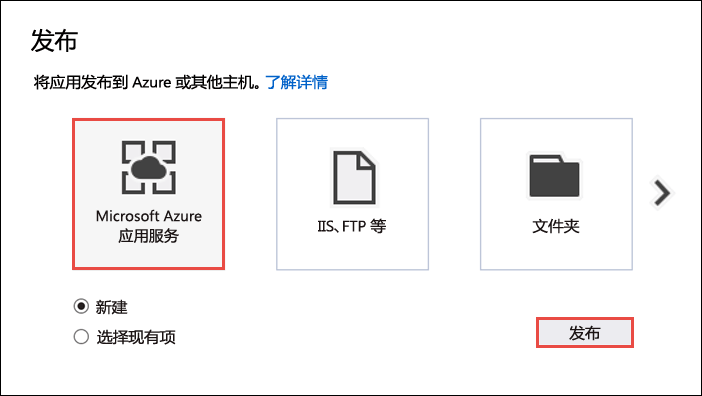 发布
将应用发布到 Azure 或其他主机。了解详情
Microsoft Azure
应用服务
IIS、FTP 等
文件夹
新建
选择现有项
发布